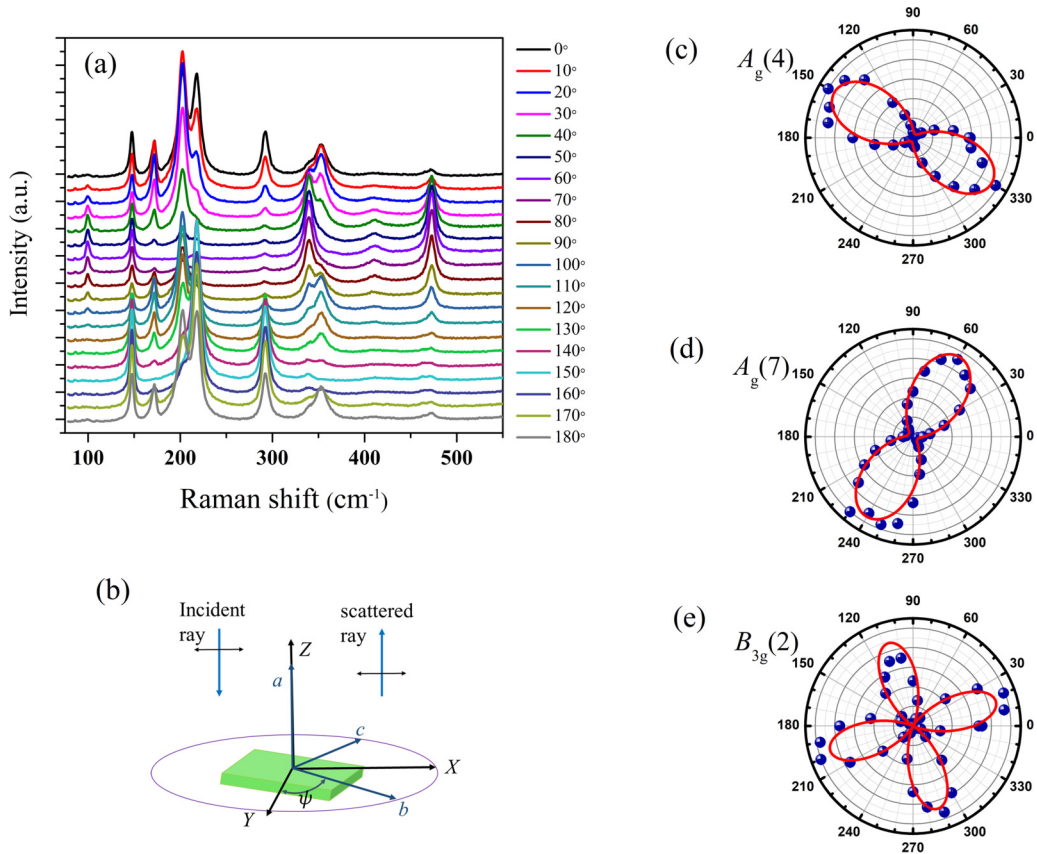 (a)
Intensity (a.u.)
0°
10°
20°
30°
40°
50°
60°
70°
80°
90°
100°
110°
120°
130°
140°
150°
160°
170°
180°
100 200 300 400 500
Raman shift (cm⁻¹)
(b)
Incident
ray
scattered
ray
Z
a
c
X
ψ
Y
b
(c)
A_g(4)
90
120 60
150 30
180 0
210 330
240 300
270
(d)
A_g(7)
90
120 60
150 30
180 0
210 330
240 300
270
(e)
B_3g(2)
90
120 60
150 30
180 0
210 330
240 300
270